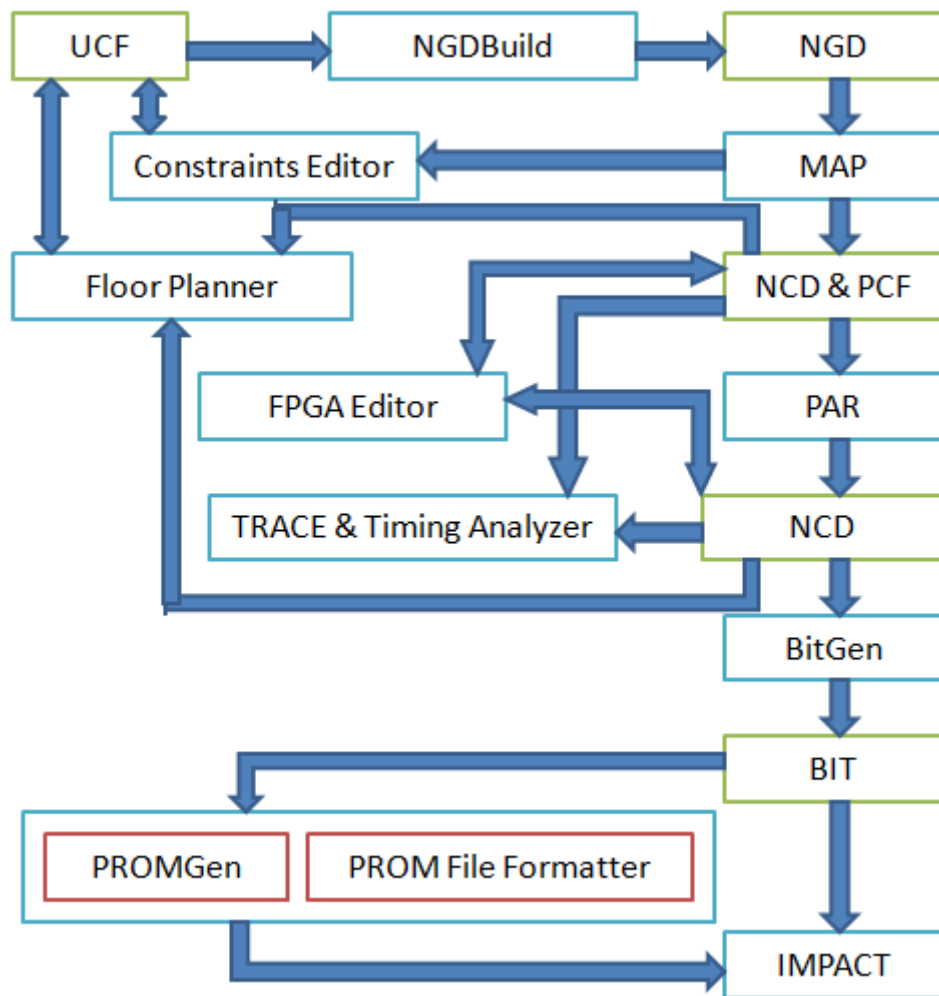 UCF
NGDBuild
NGD
Constraints Editor
MAP
Floor Planner
NCD & PCF
FPGA Editor
PAR
TRACE & Timing Analyzer
NCD
BitGen
BIT
PROMGen
PROM File Formatter
IMPACT